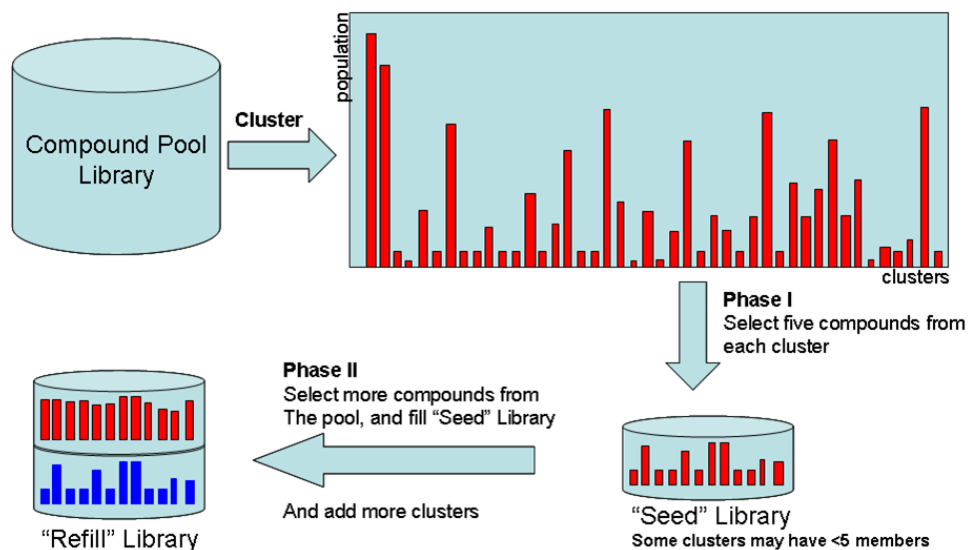 population
Compound Pool
Library
Cluster
clusters
Phase I
Select five compounds from
each cluster
Phase II
Select more compounds from
The pool, and fill “Seed” Library
And add more clusters
“Refill” Library
“Seed” Library
Some clusters may have <5 members